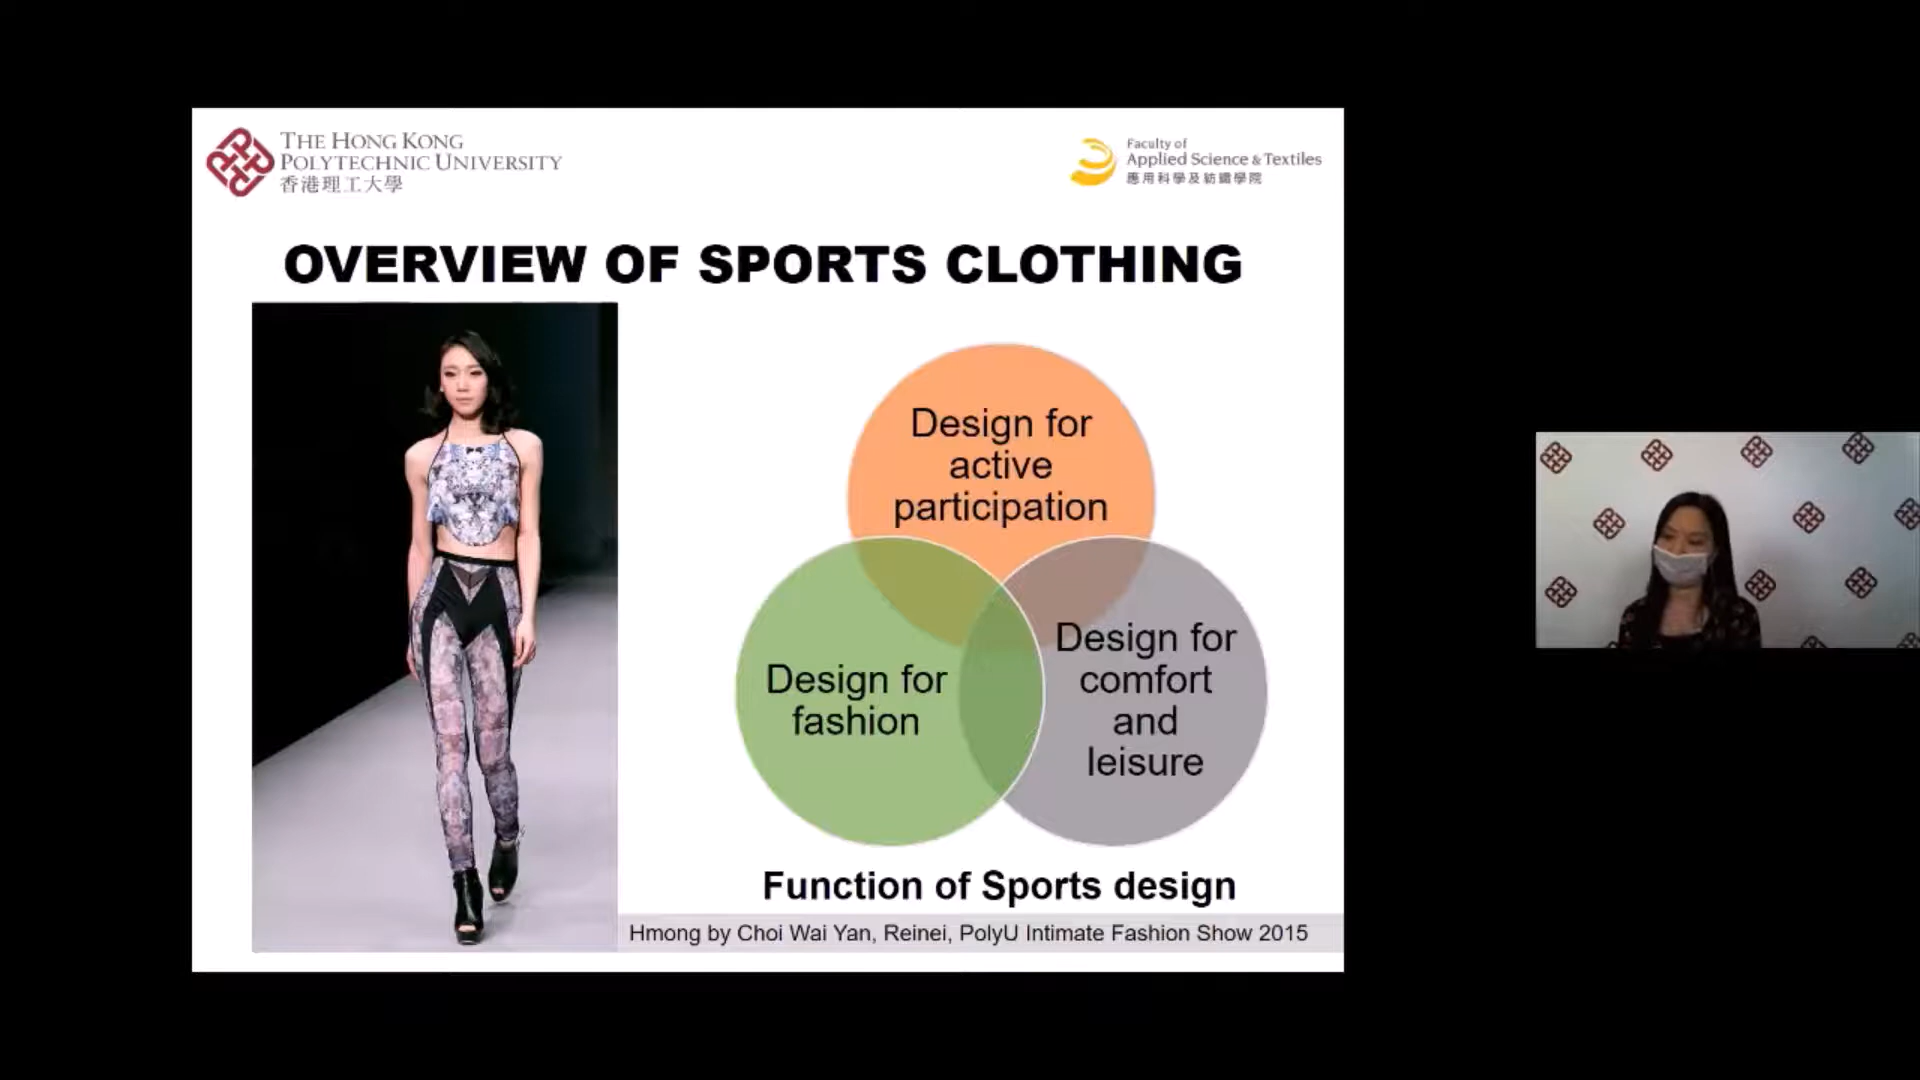 THE HONG KONG
POLYTECHNIC UNIVERSITY
香港理工大學
Faculty of
Applied Science & Textiles
應用科學及紡織學院
OVERVIEW OF SPORTS CLOTHING
Design for
active
participation
Design for
fashion
Design for
comfort
and
leisure
Function of Sports design
Hmong by Choi Wai Yan, Reinei, PolyU Intimate Fashion Show 2015